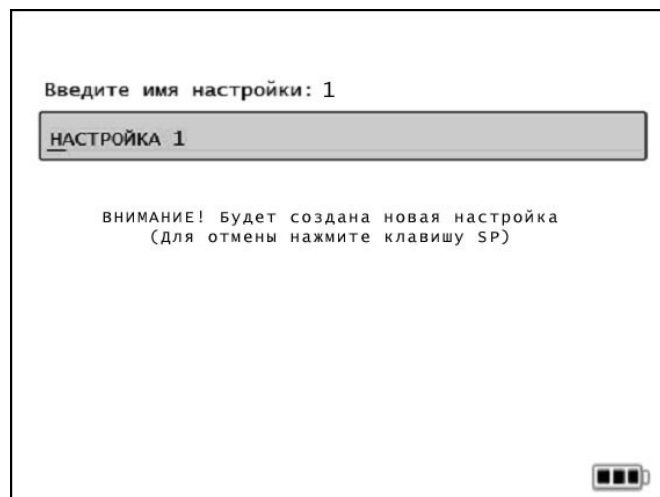 Введите имя настройки: 1
НАСТРОЙКА 1
ВНИМАНИЕ! Будет создана новая настройка
(Для отмены нажмите клавишу SP)